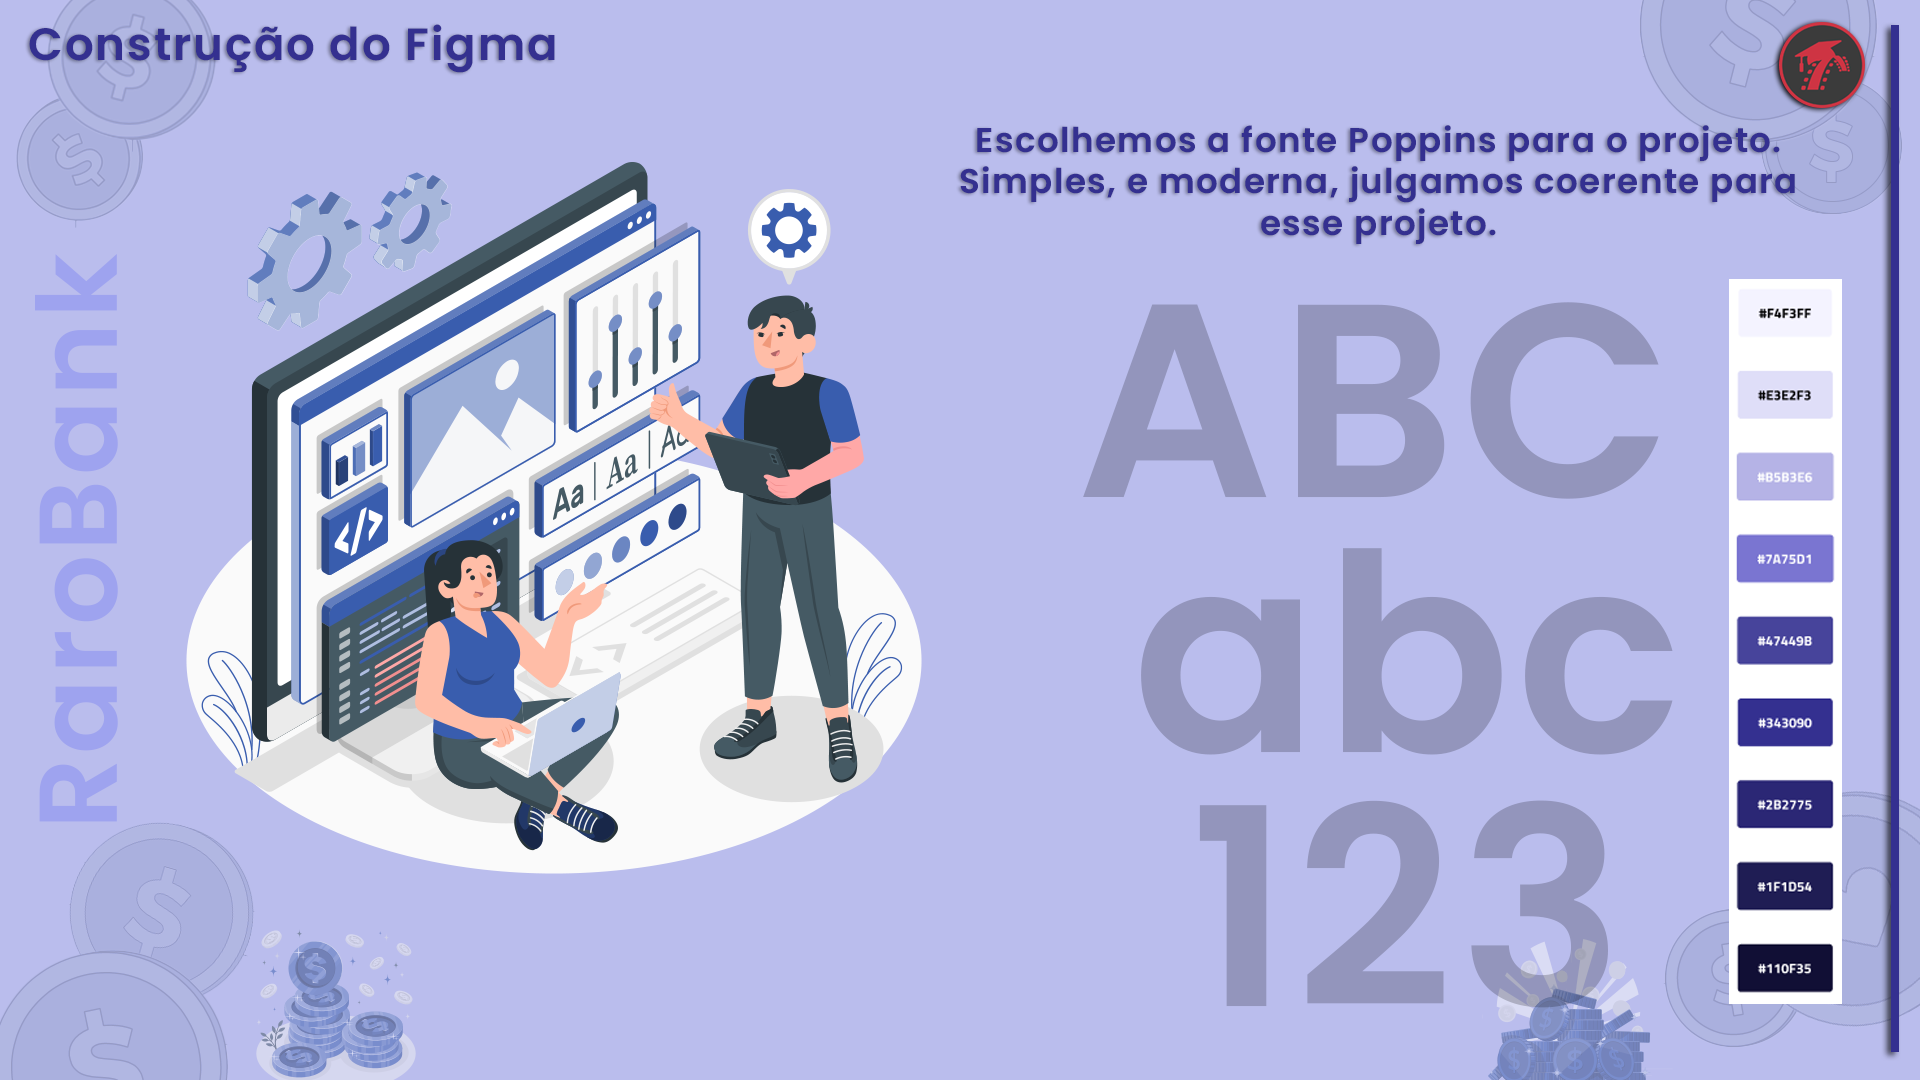 Construção do Figma
Escolhemos a fonte Poppins para o projeto.
Simples, e moderna, julgamos coerente para
esse projeto.
RaroBank
Aa | Aa | Aa
</>
ABC
abc
123
#F4F3FF
#E3E2F3
#B5B3E6
#7A75D1
#47449B
#343090
#2B2775
#1F1D54
#110F35